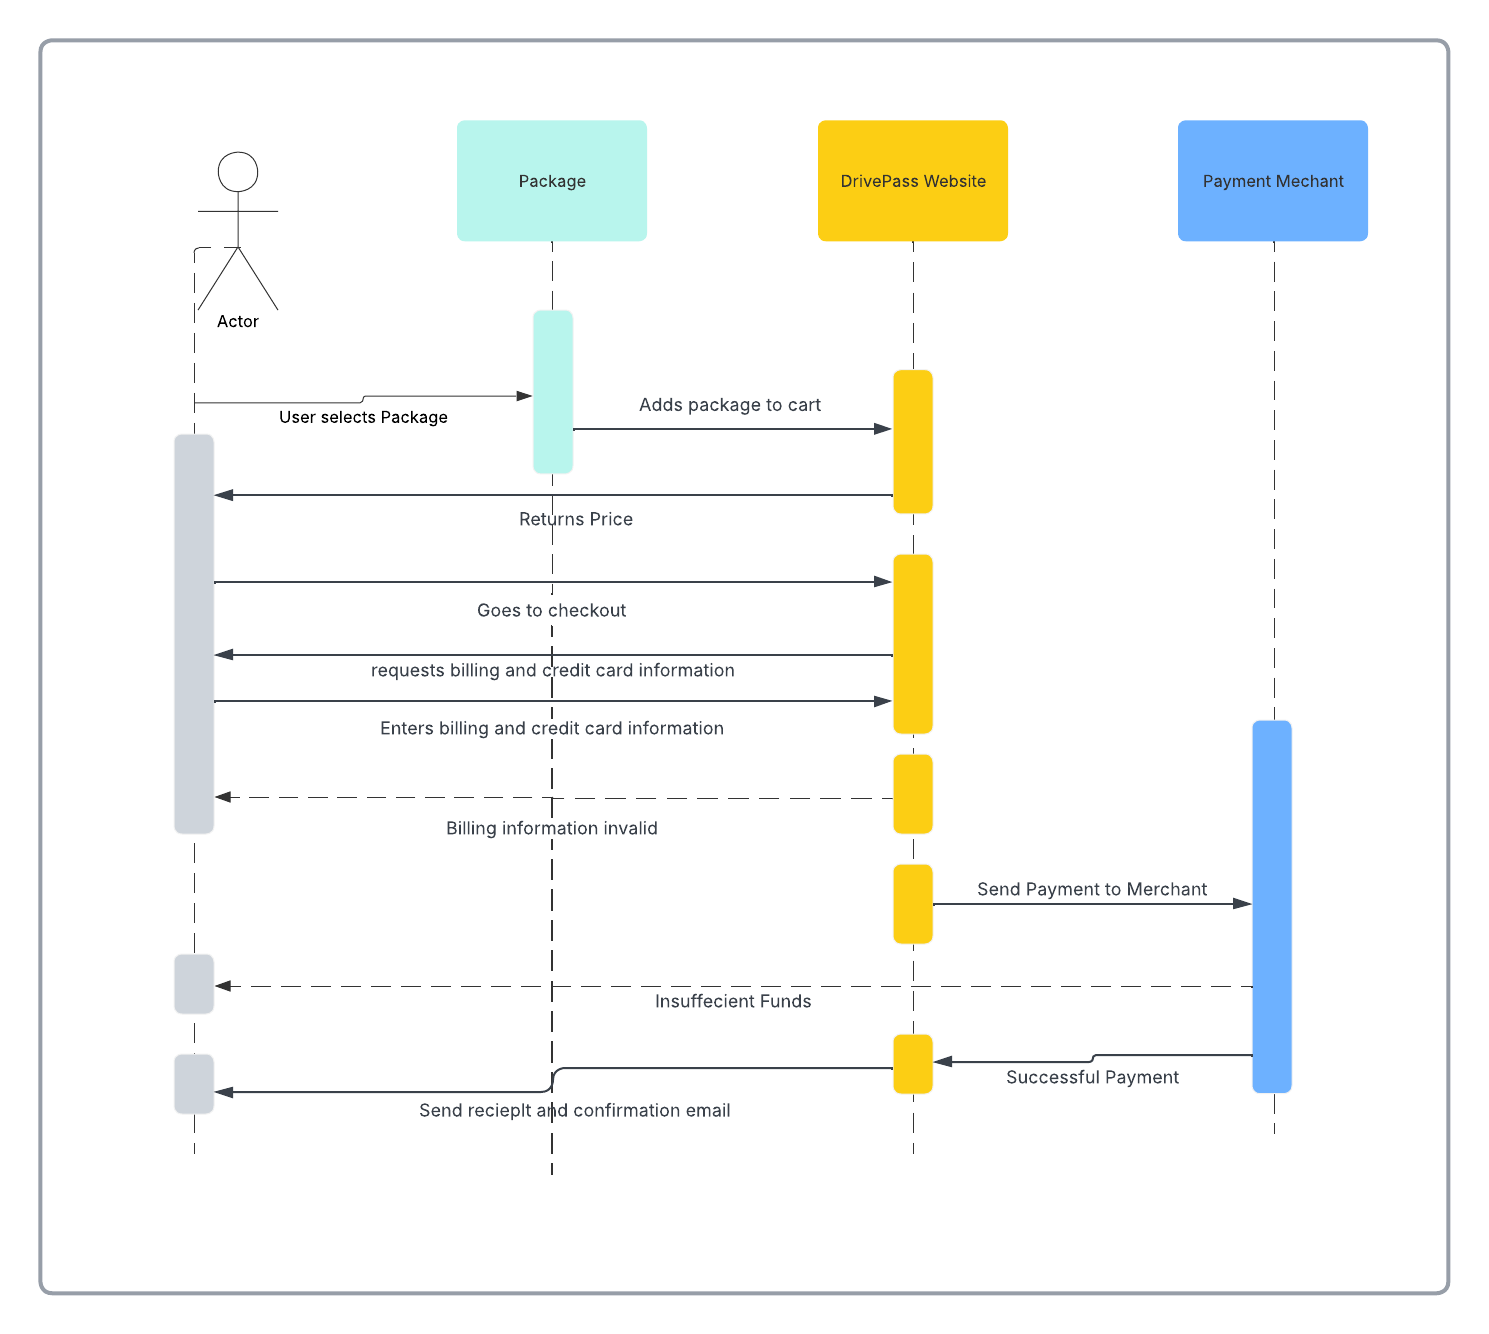 Package
DrivePass Website
Payment Mechant
Actor
Adds package to cart
User selects Package
Returns Price
Goes to checkout
requests billing and credit card information
Enters billing and credit card information
Billing information invalid
Send Payment to Merchant
Insuffecient Funds
Successful Payment
Send recieplt and confirmation email